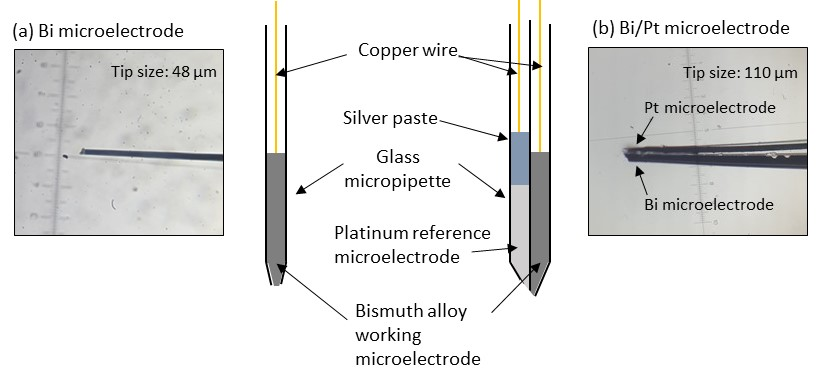 (a) Bi microelectrode
Tip size: 48 µm
Copper wire
Silver paste
Glass
micropipette
Platinum reference
microelectrode
Bismuth alloy
working
microelectrode
(b) Bi/Pt microelectrode
Tip size: 110 µm
Pt microelectrode
Bi microelectrode